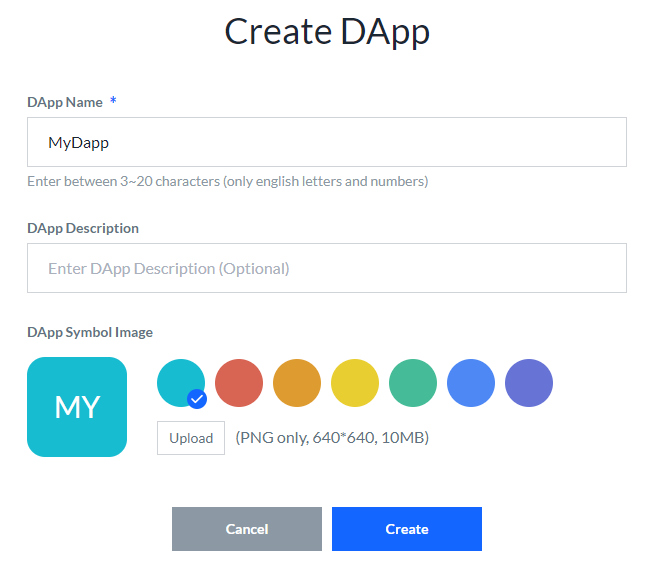 Create DApp
DApp Name *
MyDapp
Enter between 3~20 characters (only english letters and numbers)
DApp Description
Enter DApp Description (Optional)
DApp Symbol Image
MY
Upload (PNG only, 640*640, 10MB)
Cancel Create